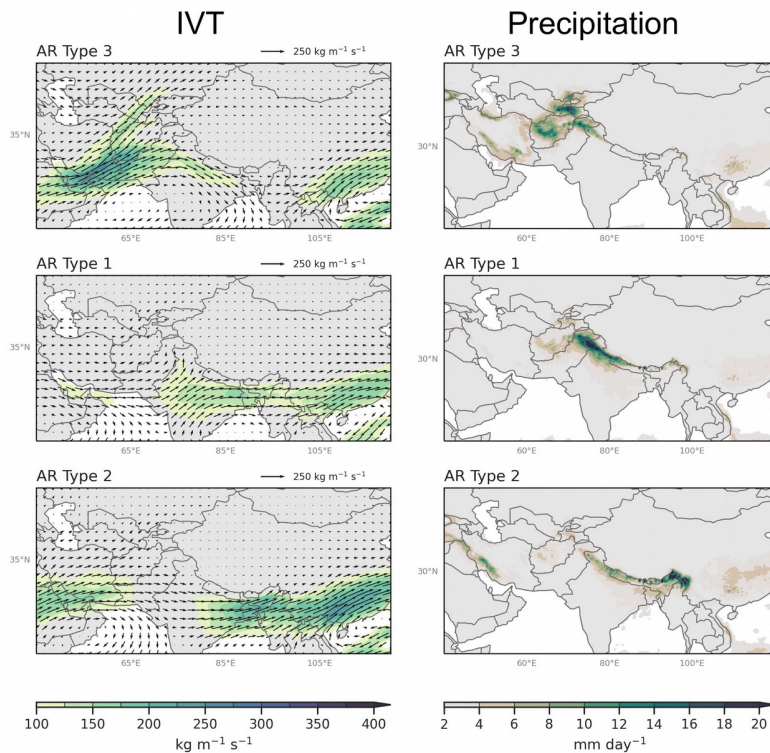 IVT
Precipitation
AR Type 3
250 kg m⁻¹ s⁻¹
AR Type 3
35°N
30°N
65°E
85°E
105°E
60°E
80°E
100°E
AR Type 1
250 kg m⁻¹ s⁻¹
AR Type 1
35°N
30°N
65°E
85°E
105°E
60°E
80°E
100°E
AR Type 2
250 kg m⁻¹ s⁻¹
AR Type 2
35°N
30°N
65°E
85°E
105°E
60°E
80°E
100°E
100 150 200 250 300 350 400
2 4 6 8 10 12 14 16 18 20
kg m⁻¹ s⁻¹
mm day⁻¹